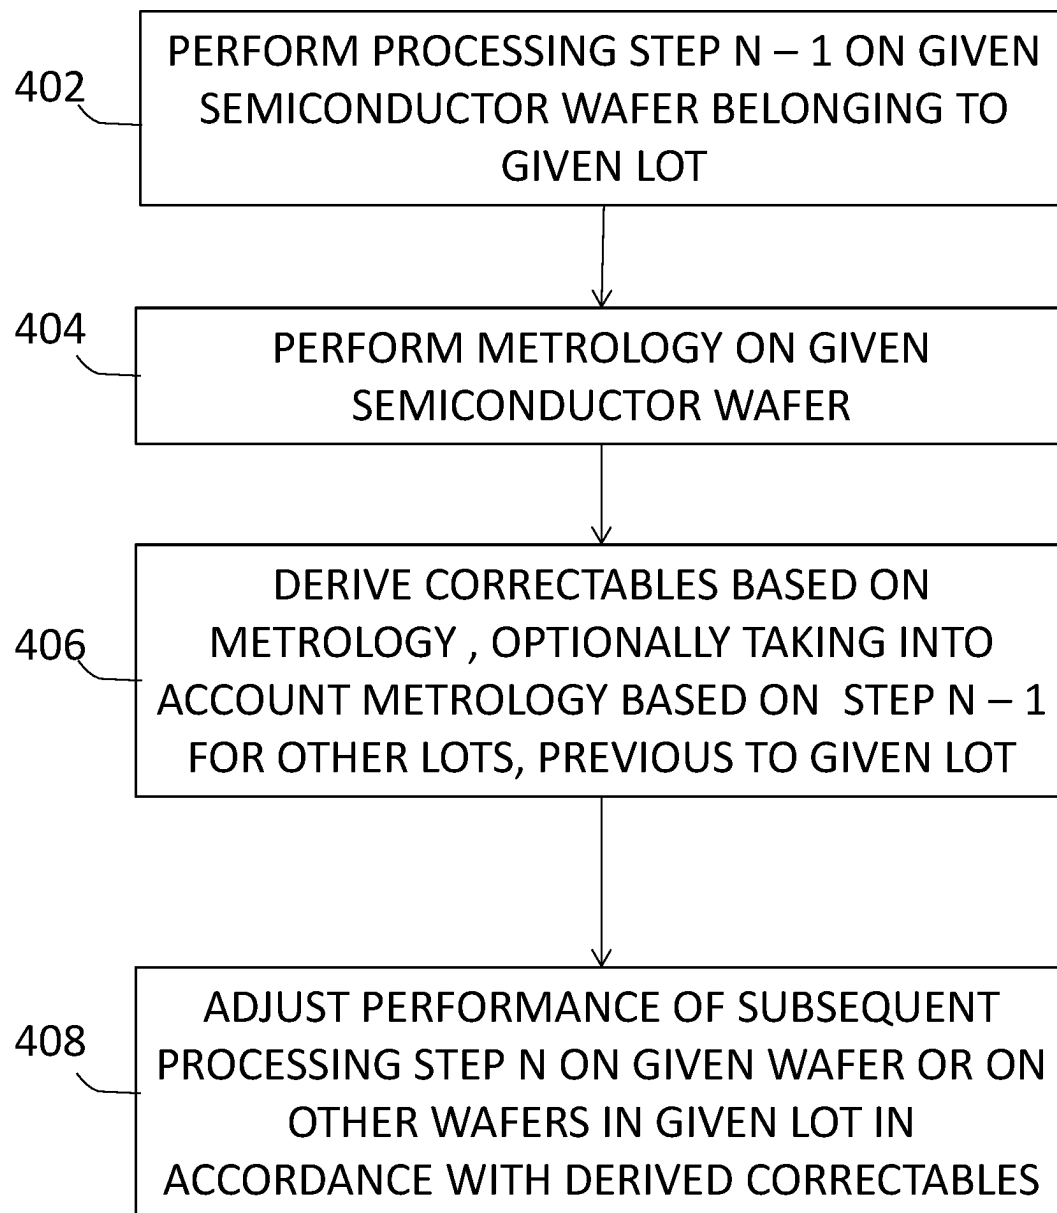 402
PERFORM PROCESSING STEP N – 1 ON GIVEN
SEMICONDUCTOR WAFER BELONGING TO
GIVEN LOT
404
PERFORM METROLOGY ON GIVEN
SEMICONDUCTOR WAFER
406
DERIVE CORRECTABLES BASED ON
METROLOGY , OPTIONALLY TAKING INTO
ACCOUNT METROLOGY BASED ON STEP N – 1
FOR OTHER LOTS, PREVIOUS TO GIVEN LOT
408
ADJUST PERFORMANCE OF SUBSEQUENT
PROCESSING STEP N ON GIVEN WAFER OR ON
OTHER WAFERS IN GIVEN LOT IN
ACCORDANCE WITH DERIVED CORRECTABLES